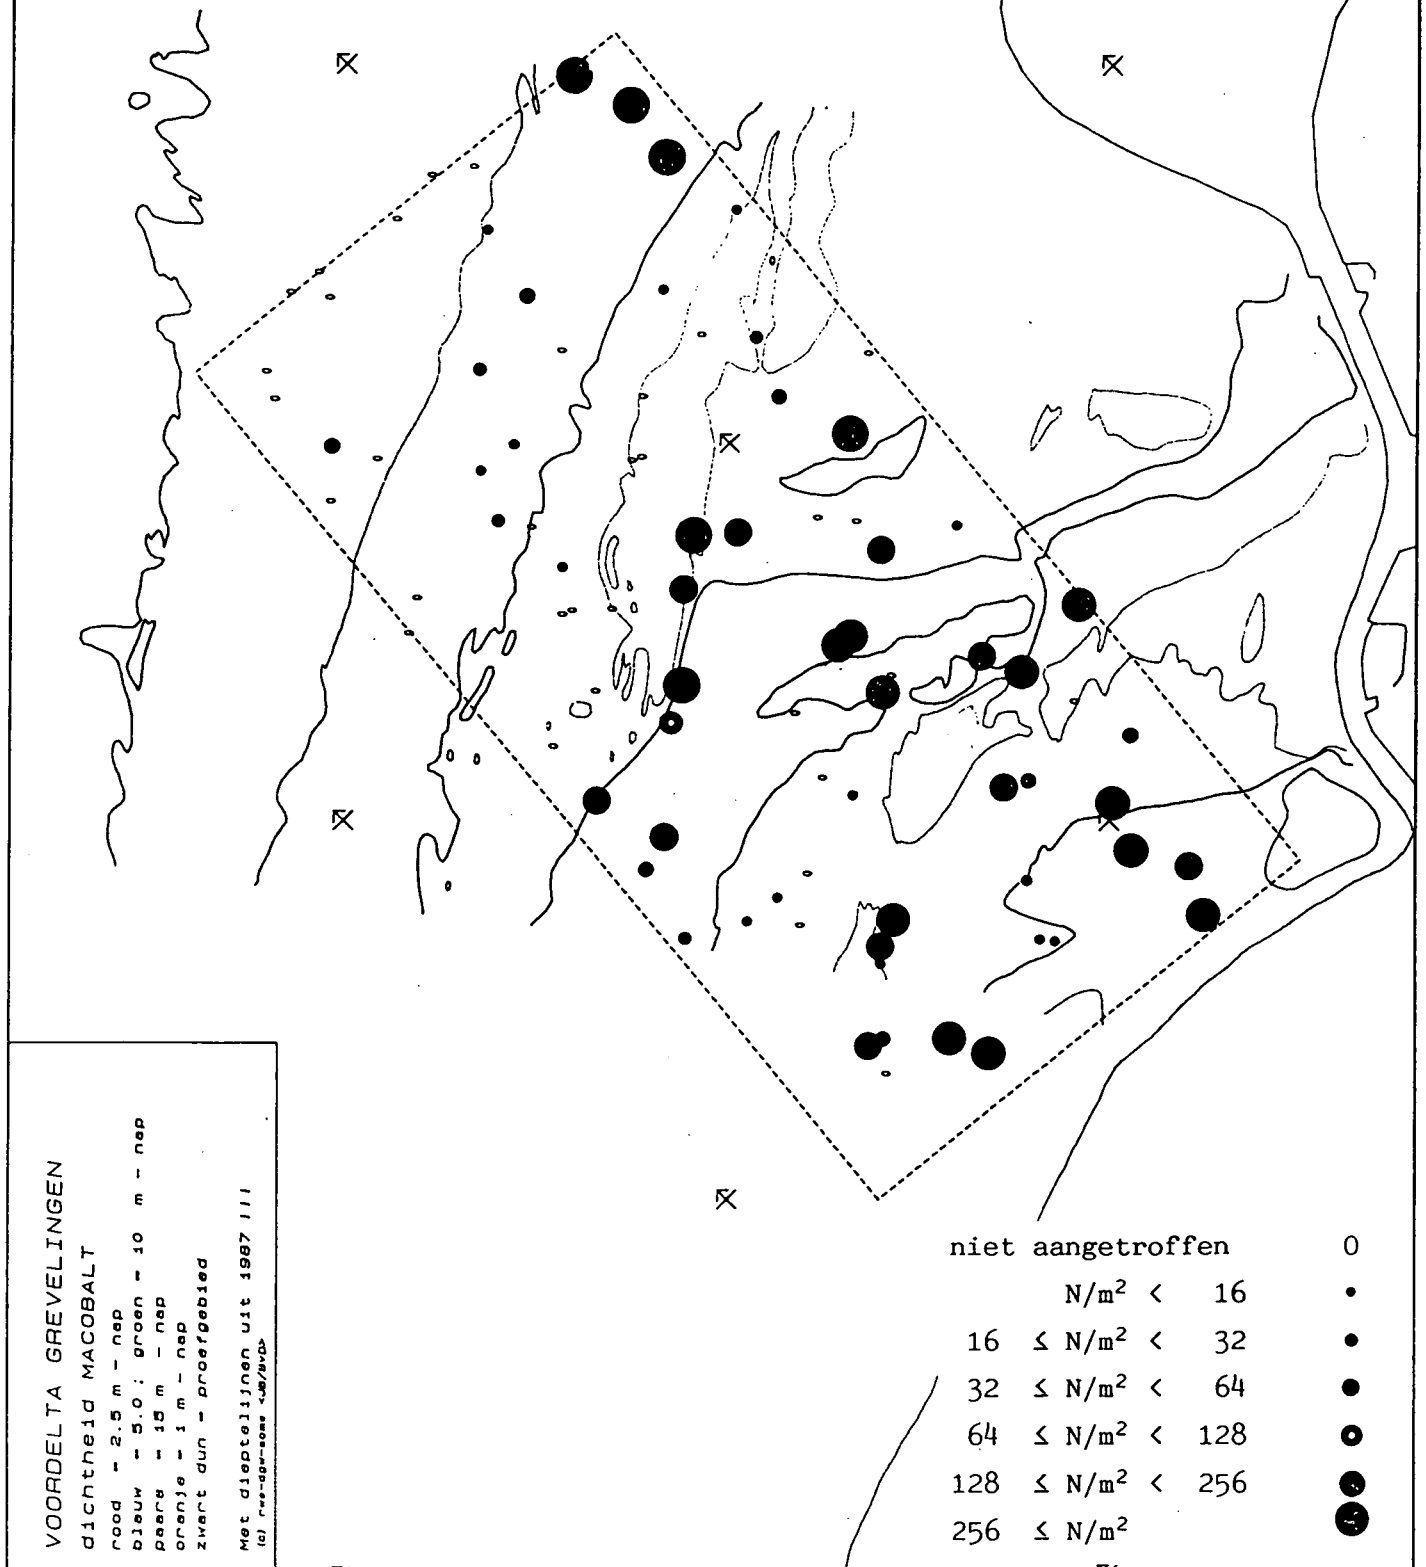 VOORDELTA GREVELINGEN
dichtheid MACOBALT
rood - 2.5 m - nap
blauw - 5.0 ; groen - 10 m - nap
paars - 15 m - nap
oranje - 1 m - nap
zwart dun - proefgebied
Met dieptelijnen uit 1987 !!!
niet aangetroffen 0
N/m² < 16
16 ≤ N/m² < 32
32 ≤ N/m² < 64
64 ≤ N/m² < 128
128 ≤ N/m² < 256
256 ≤ N/m²